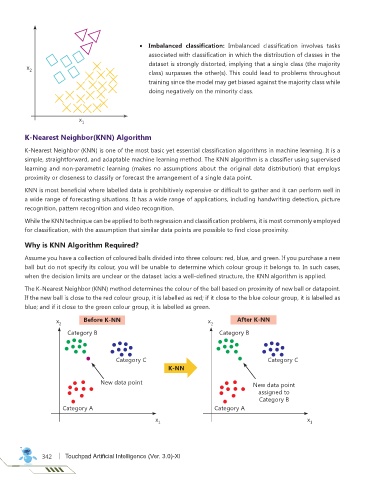 x2
x1
• Imbalanced classification: Imbalanced classification involves tasks
associated with classification in which the distribution of classes in the
dataset is strongly distorted, implying that a single class (the majority
class) surpasses the other(s). This could lead to problems throughout
training since the model may get biased against the majority class while
doing negatively on the minority class.
K-Nearest Neighbor(KNN) Algorithm
K-Nearest Neighbor (KNN) is one of the most basic yet essential classification algorithms in machine learning. It is a
simple, straightforward, and adaptable machine learning method. The KNN algorithm is a classifier using supervised
learning and non-parametric learning (makes no assumptions about the original data distribution) that employs
proximity or closeness to classify or forecast the arrangement of a single data point.
KNN is most beneficial where labelled data is prohibitively expensive or difficult to gather and it can perform well in
a wide range of forecasting situations. It has a wide range of applications, including handwriting detection, picture
recognition, pattern recognition and video recognition.
While the KNN technique can be applied to both regression and classification problems, it is most commonly employed
for classification, with the assumption that similar data points are possible to find close proximity.
Why is KNN Algorithm Required?
Assume you have a collection of coloured balls divided into three colours: red, blue, and green. If you purchase a new
ball but do not specify its colour, you will be unable to determine which colour group it belongs to. In such cases,
when the decision limits are unclear or the dataset lacks a well-defined structure, the KNN algorithm is applied.
The K-Nearest Neighbor (KNN) method determines the colour of the ball based on proximity of new ball or datapoint.
If the new ball is close to the red colour group, it is labelled as red; if it close to the blue colour group, it is labelled as
blue; and if it close to the green colour group, it is labelled as green.
x2
Before K-NN
Category B
Category C
New data point
Category A
x1
K-NN
x2
After K-NN
Category B
Category C
New data point
assigned to
Category B
Category A
x1
342 Touchpad Artificial Intelligence (Ver. 3.0)-XI